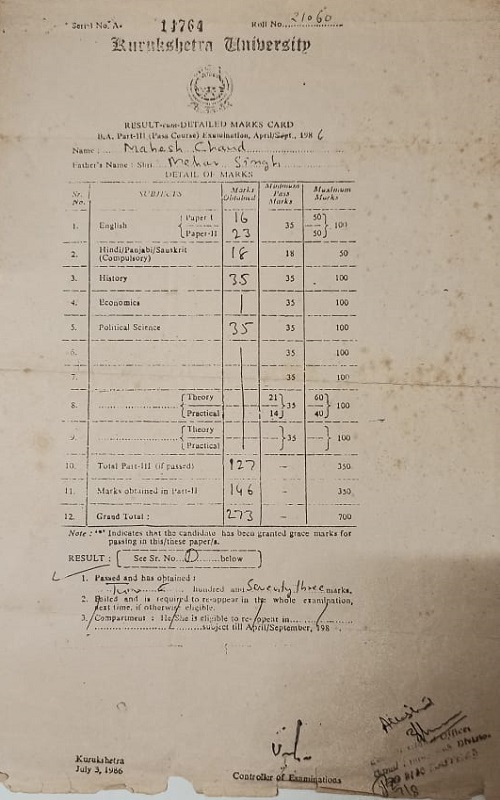 Serial No. A- 11764 Roll No. 21060
Kurukshetra University
RESULT-cum-DETAILED MARKS CARD
B.A. Part-III (Pass Course) Examination, April/Sept., 1986
Name : Mahesh Chand
Father's Name : Shri Mehar Singh
DETAIL OF MARKS
Sr. No. SUBJECTS Marks Obtained Minimum Pass Marks Maximum Marks
1. English Paper I 16 35 50 100
Paper-II 23 50
2. Hindi/Panjabi/Sanskrit (Compulsory) 18 18 50
3. History 35 35 100
4. Economics 35 100
5. Political Science 35 35 100
6. 35 100
7. 35 100
8. Theory 21 35 60 100
Practical 14 40
9. Theory 35 100
Practical
10. Total Part-III (if passed) 127 – 350
11. Marks obtained in Part-II 146 – 350
12. Grand Total : 273 – 700
Note : '*' Indicates that the candidate has been granted grace marks for
passing in this/these paper/s.
RESULT : See Sr. No. 1 below
1. Passed and has obtained :
Two hundred and Seventy three marks,
2. Failed and is required to re-appear in the whole examination,
next time, if otherwise eligible.
3. Compartment : He/She is eligible to re-appear in
subject till April/September, 198
Kurukshetra
July 3, 1986
Controller of Examinations